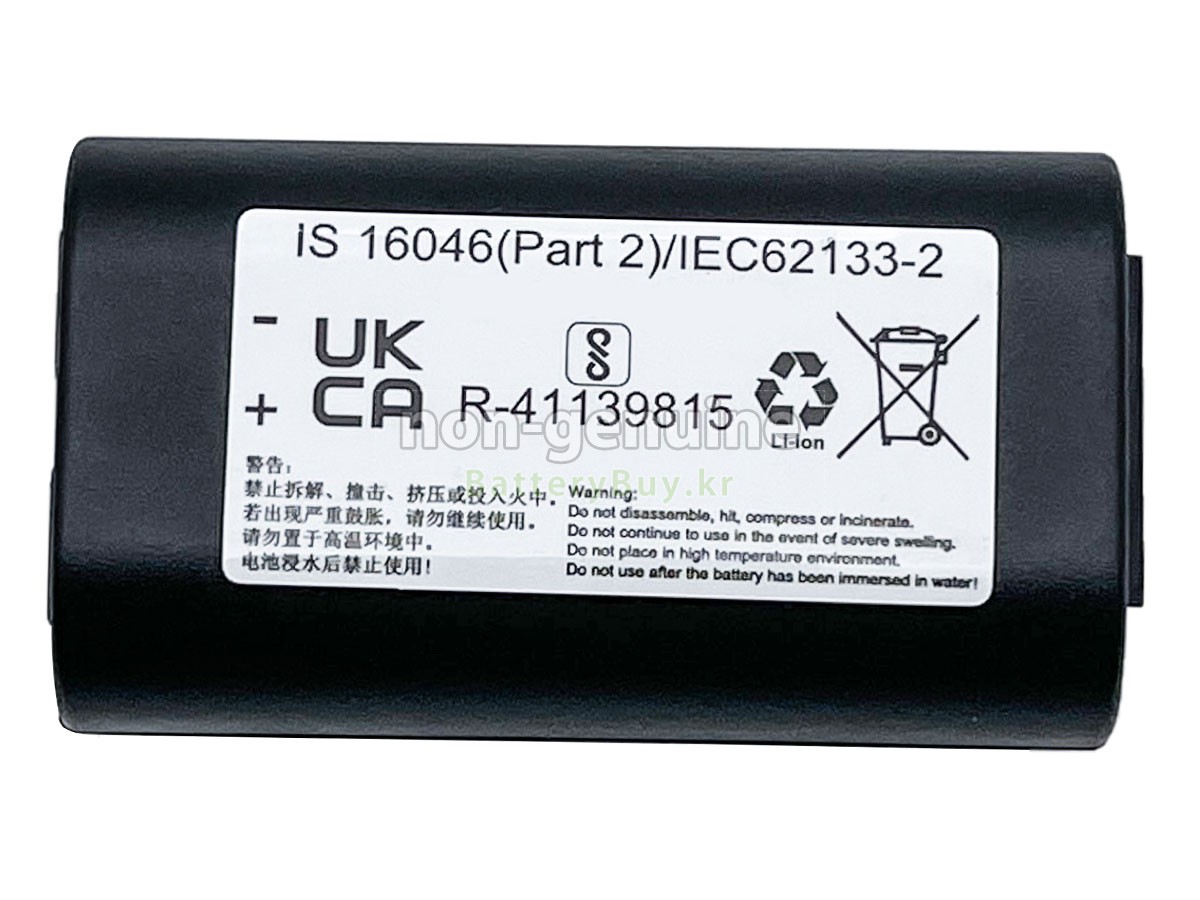 IS 16046(Part 2)/IEC62133-2
-
UK
CA
+
R-41139815
Li-ion
non-genuine
BatteryBuy.kr
警告:
禁止拆解、撞击、挤压或投入火中。
若出现严重鼓胀，请勿继续使用。
请勿置于高温环境中。
电池浸水后禁止使用!
Warning:
Do not disassemble, hit, compress or incinerate.
Do not continue to use in the event of severe swelling.
Do not place in high temperature environment.
Do not use after the battery has been immersed in water!